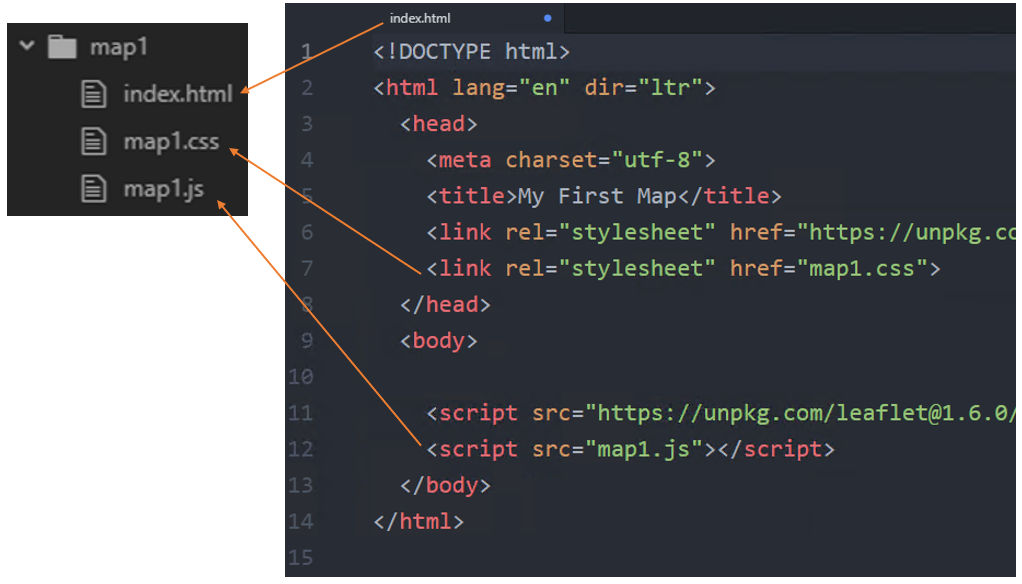 map1
index.html
map1.css
map1.js
index.html
1 <!DOCTYPE html>
2 <html lang="en" dir="ltr">
3 <head>
4 <meta charset="utf-8">
5 <title>My First Map</title>
6 <link rel="stylesheet" href="https://unpkg.co
7 <link rel="stylesheet" href="map1.css">
8 </head>
9 <body>
10
11 <script src="https://unpkg.com/leaflet@1.6.0/
12 <script src="map1.js"></script>
13 </body>
14 </html>
15